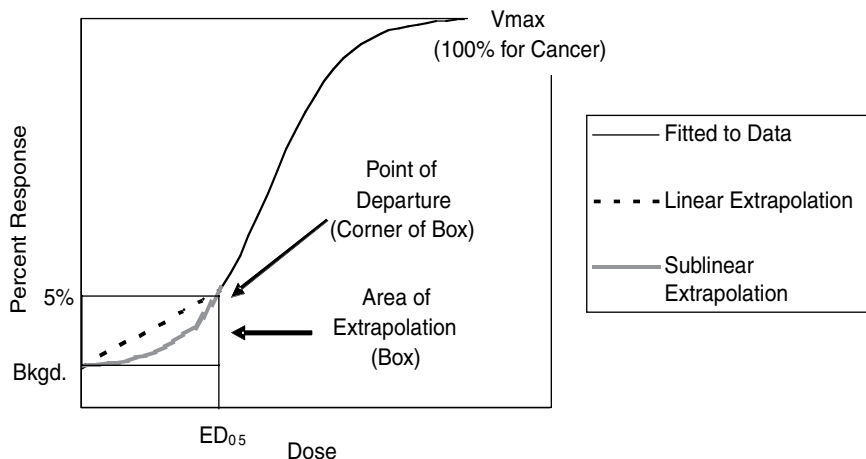 Vmax
(100% for Cancer)
Percent Response
Point of
Departure
(Corner of Box)
5%
Area of
Extrapolation
(Box)
Bkgd.
ED05
Dose
Fitted to Data
Linear Extrapolation
Sublinear
Extrapolation